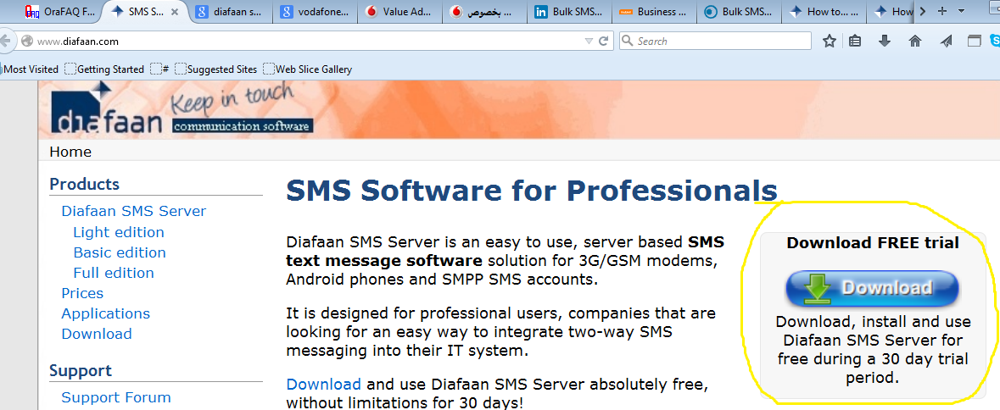 OraFAQ F...
SMS S...
diafaan s...
vodafone...
Value Ad...
بخصوص ...
Bulk SMS...
Business ...
Bulk SMS...
How to... ...
How
www.diafaan.com
Search
Most Visited
Getting Started
#
Suggested Sites
Web Slice Gallery
diafaan
Keep in touch
communication software
Home
Products
Diafaan SMS Server
Light edition
Basic edition
Full edition
Prices
Applications
Download
Support
Support Forum
SMS Software for Professionals
Diafaan SMS Server is an easy to use, server based SMS
text message software solution for 3G/GSM modems,
Android phones and SMPP SMS accounts.
It is designed for professional users, companies that are
looking for an easy way to integrate two-way SMS
messaging into their IT system.
Download and use Diafaan SMS Server absolutely free,
without limitations for 30 days!
Download FREE trial
Download
Download, install and use
Diafaan SMS Server for
free during a 30 day trial
period.